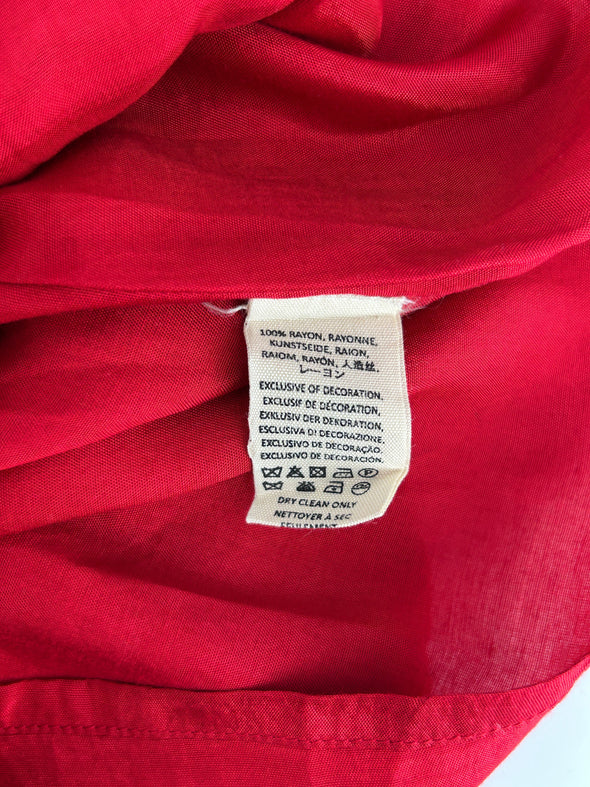 100% RAYON, RAYONNE,
KUNSTSEIDE, RAION,
RAIOM, RAYÓN, 人造丝,
レーヨン
EXCLUSIVE OF DECORATION,
EXCLUSIF DE DÉCORATION,
EXKLUSIV DER DEKORATION,
ESCLUSIVA DI DECORAZIONE,
EXCLUSIVO DE DECORAÇÃO,
EXCLUSIVO DE DECORACIÓN,
DRY CLEAN ONLY
NETTOYER À SEC
SEULEMENT